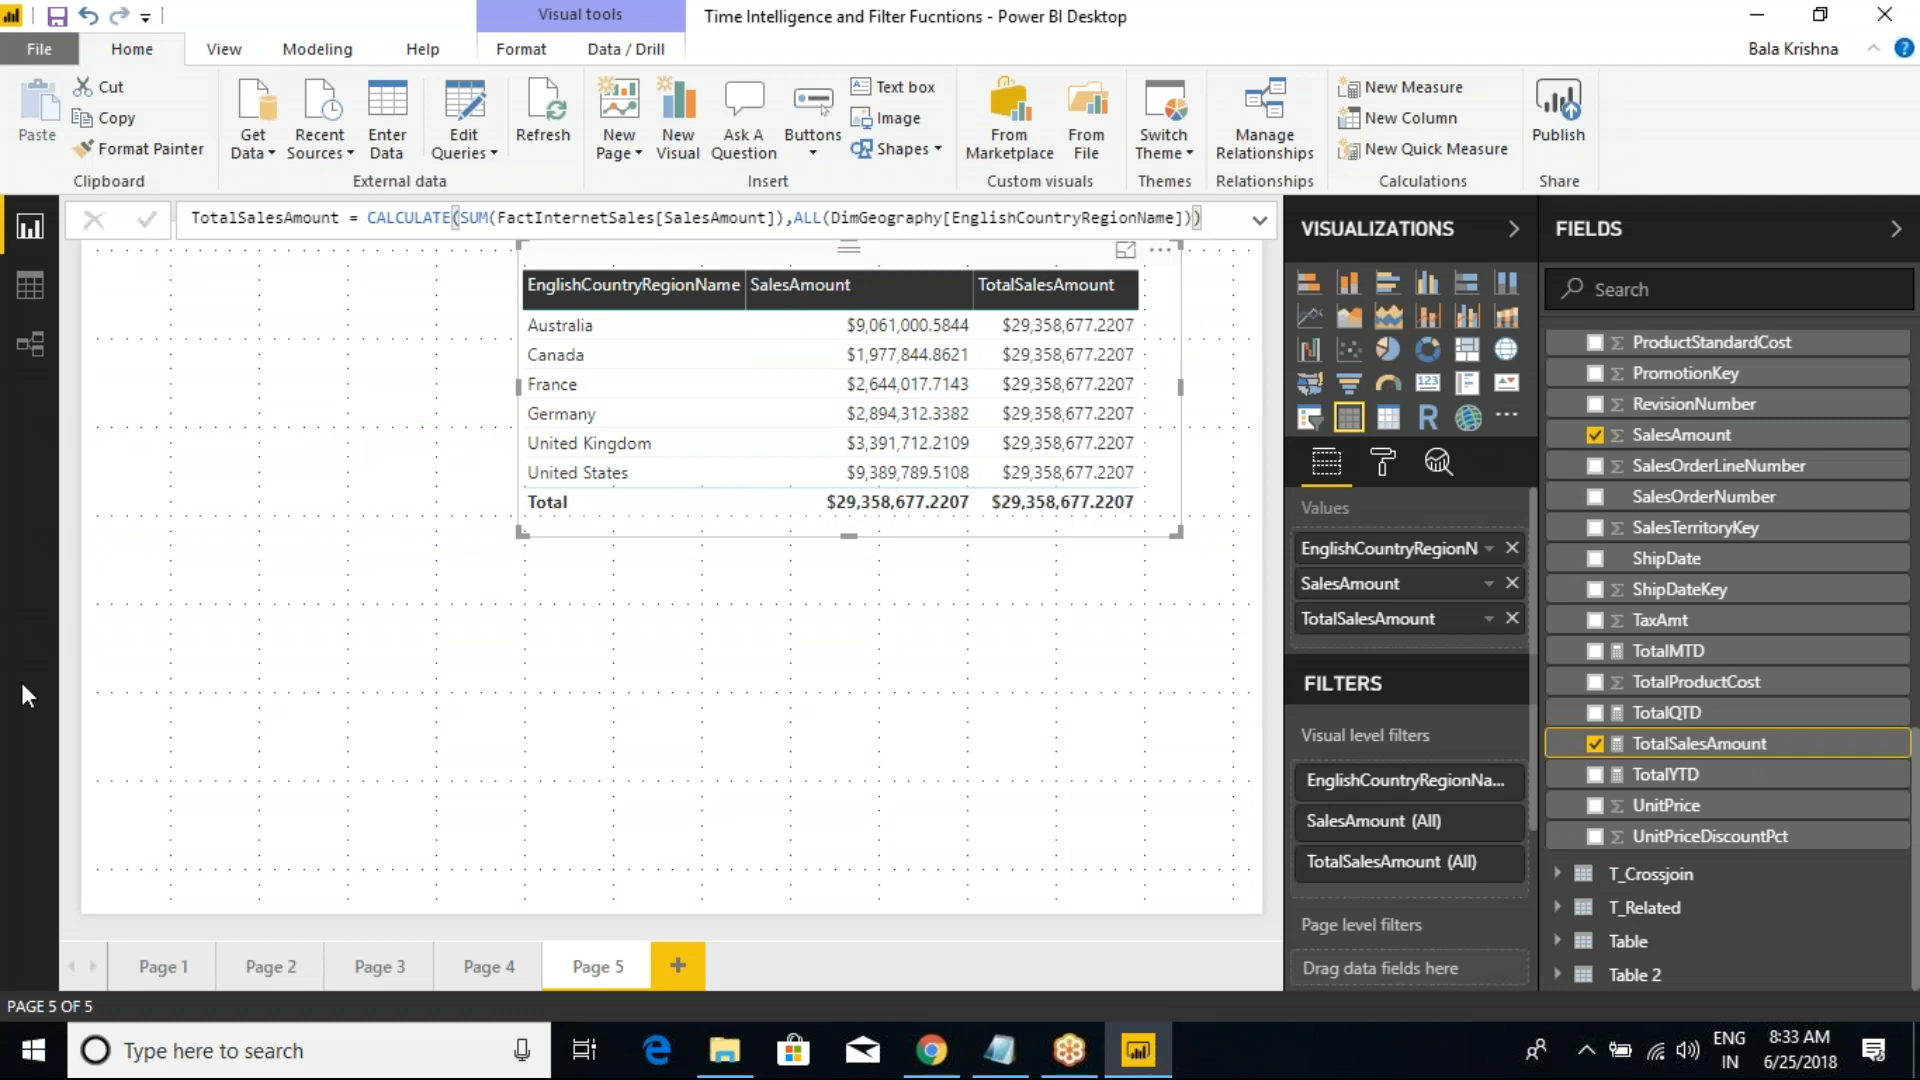 Visual tools
Time Intelligence and Filter Fucntions - Power BI Desktop
File
Home
View
Modeling
Help
Format
Data / Drill
Bala Krishna
?
Paste
Cut
Copy
Format Painter
Clipboard
Get Data
Recent Sources
Enter Data
Edit Queries
Refresh
External data
New Page
New Visual
Ask A Question
Buttons
Text box
Image
Shapes
Insert
From Marketplace
From File
Custom visuals
Switch Theme
Themes
Manage Relationships
Relationships
New Measure
New Column
New Quick Measure
Calculations
Publish
Share
TotalSalesAmount = CALCULATE(SUM(FactInternetSales[SalesAmount]),ALL(DimGeography[EnglishCountryRegionName]))
EnglishCountryRegionName SalesAmount TotalSalesAmount
Australia $9,061,000.5844 $29,358,677.2207
Canada $1,977,844.8621 $29,358,677.2207
France $2,644,017.7143 $29,358,677.2207
Germany $2,894,312.3382 $29,358,677.2207
United Kingdom $3,391,712.2109 $29,358,677.2207
United States $9,389,789.5108 $29,358,677.2207
Total $29,358,677.2207 $29,358,677.2207
VISUALIZATIONS
123
R
Values
EnglishCountryRegionN
SalesAmount
TotalSalesAmount
FILTERS
Visual level filters
EnglishCountryRegionNa...
SalesAmount (All)
TotalSalesAmount (All)
Page level filters
Drag data fields here
FIELDS
Search
ProductStandardCost
PromotionKey
RevisionNumber
SalesAmount
SalesOrderLineNumber
SalesOrderNumber
SalesTerritoryKey
ShipDate
ShipDateKey
TaxAmt
TotalMTD
TotalProductCost
TotalQTD
TotalSalesAmount
TotalYTD
UnitPrice
UnitPriceDiscountPct
T_Crossjoin
T_Related
Table
Table 2
Page 1
Page 2
Page 3
Page 4
Page 5
PAGE 5 OF 5
Type here to search
ENG
IN
8:33 AM
6/25/2018